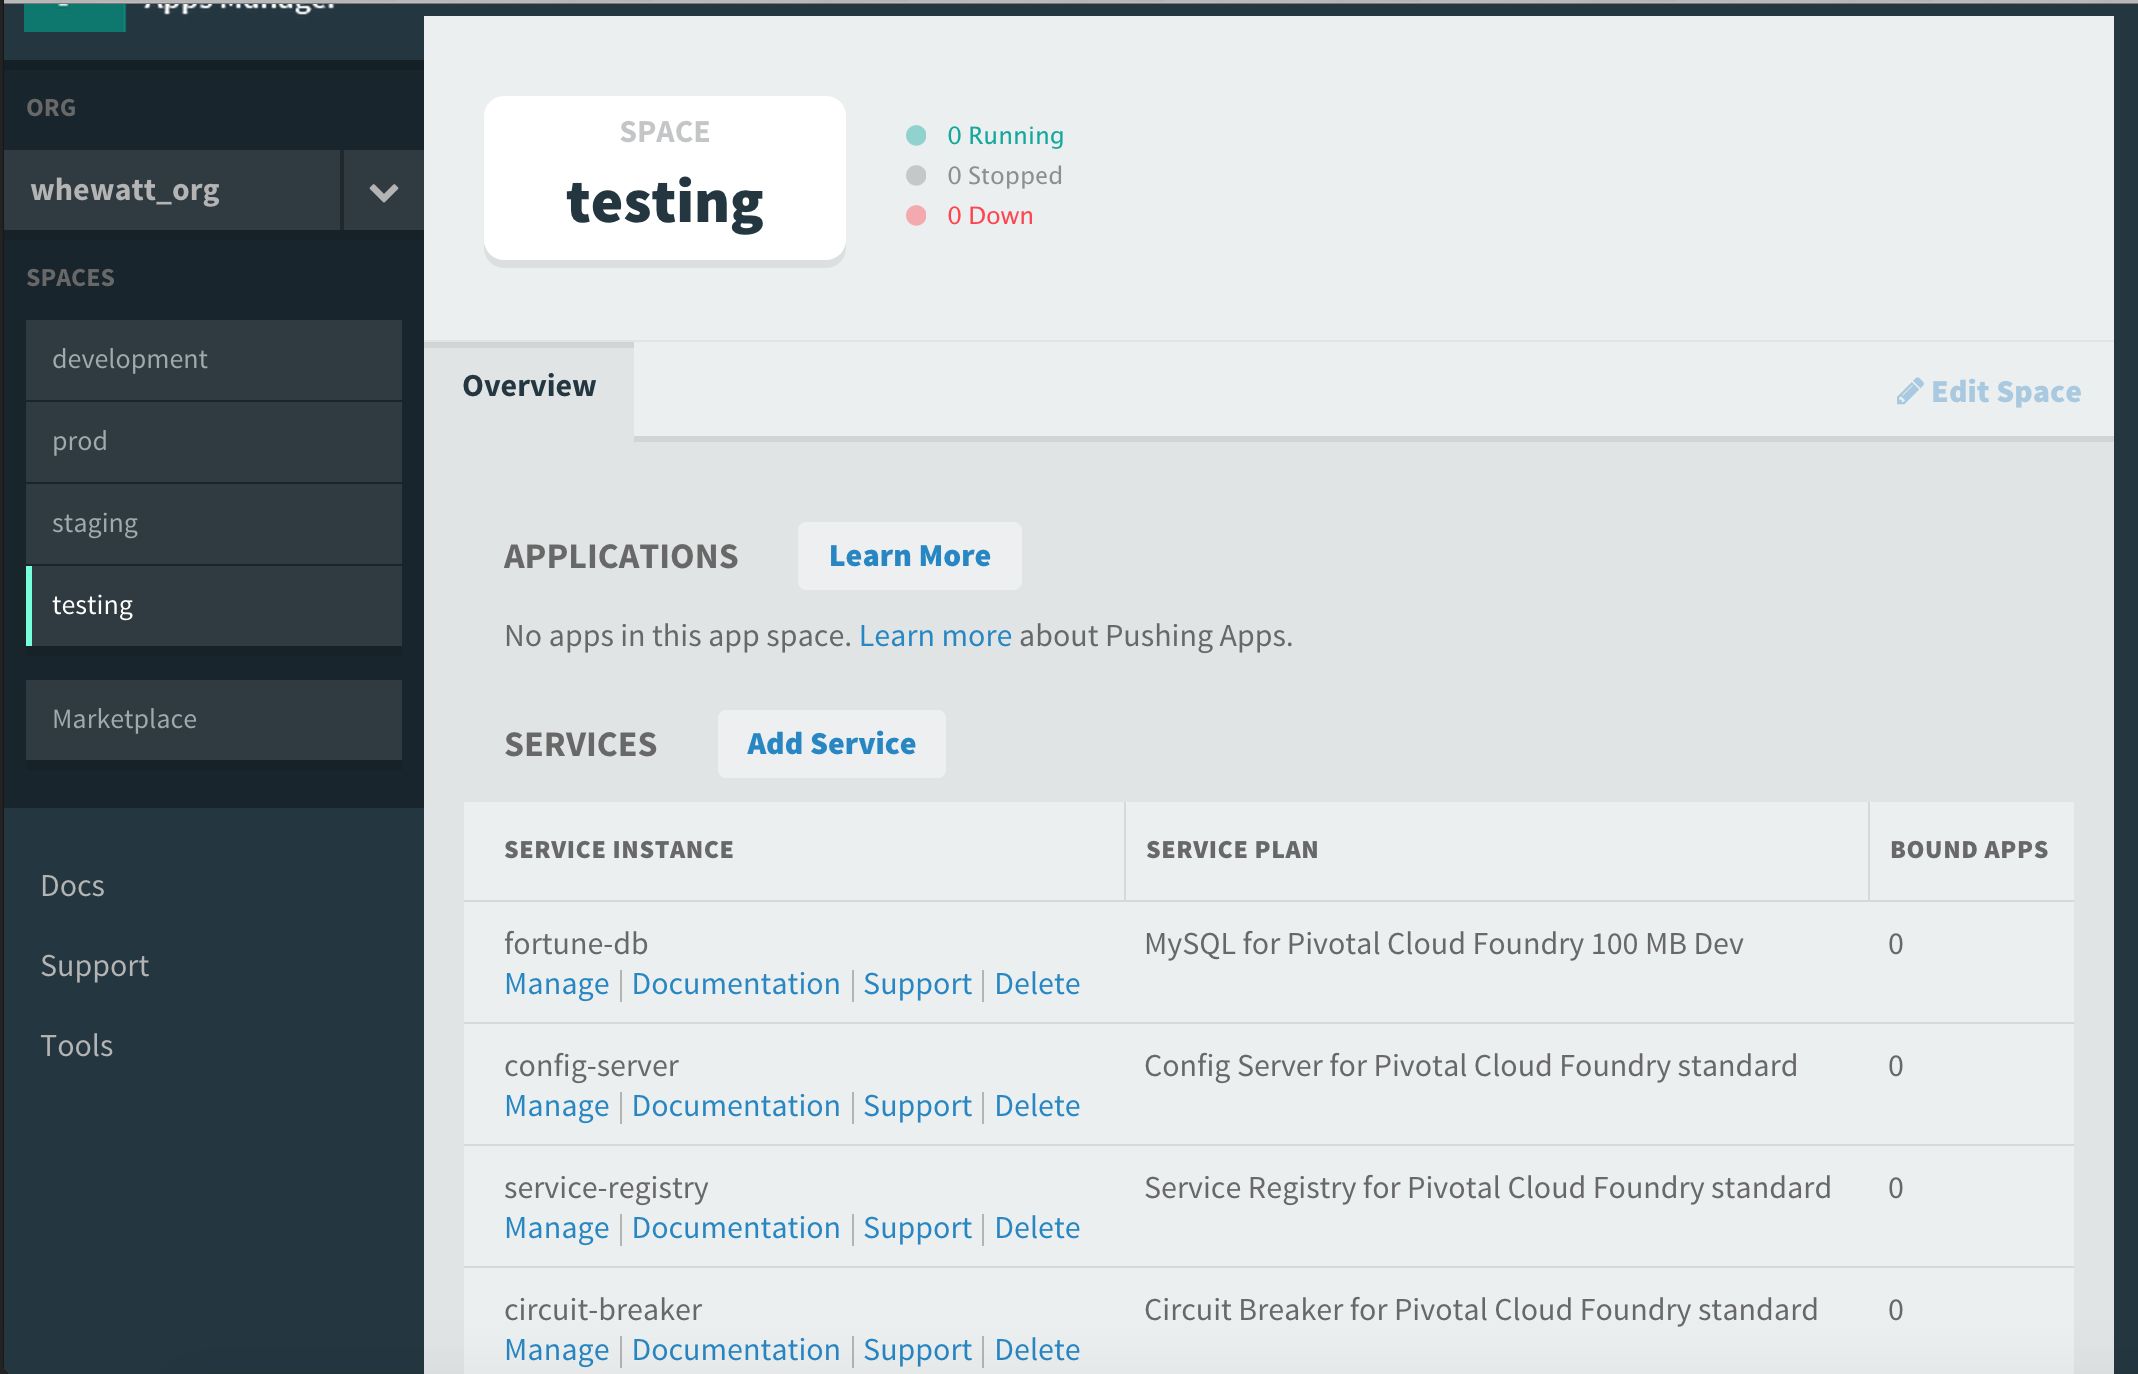 Apps Manager
ORG
whewatt_org
SPACES
development
prod
staging
testing
Marketplace
Docs
Support
Tools
SPACE
testing
0 Running
0 Stopped
0 Down
Overview
Edit Space
APPLICATIONS
Learn More
No apps in this app space. Learn more about Pushing Apps.
SERVICES
Add Service
SERVICE INSTANCE SERVICE PLAN BOUND APPS
fortune-db MySQL for Pivotal Cloud Foundry 100 MB Dev 0
Manage | Documentation | Support | Delete
config-server Config Server for Pivotal Cloud Foundry standard 0
Manage | Documentation | Support | Delete
service-registry Service Registry for Pivotal Cloud Foundry standard 0
Manage | Documentation | Support | Delete
circuit-breaker Circuit Breaker for Pivotal Cloud Foundry standard 0
Manage | Documentation | Support | Delete